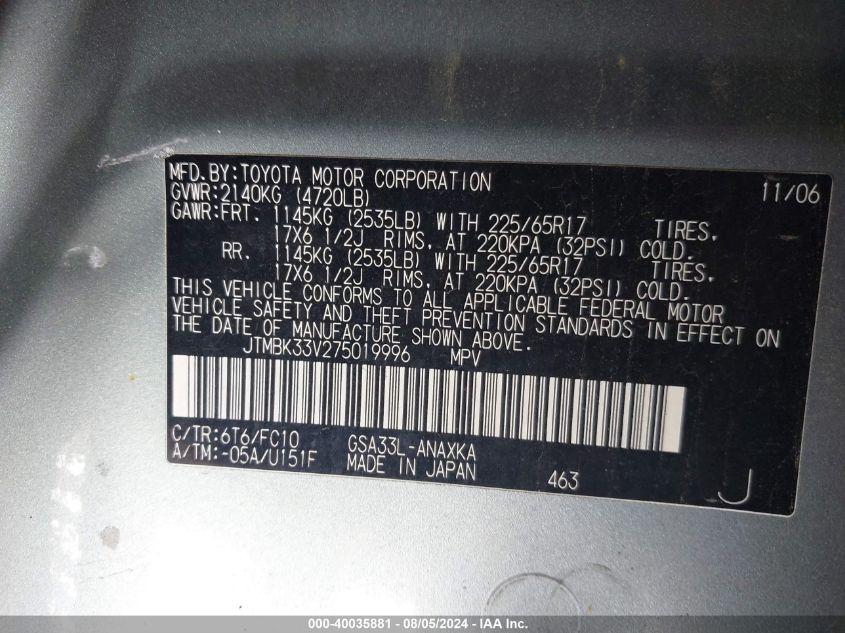 MFD.BY:TOYOTA MOTOR CORPORATION 11/06
GVWR:2140KG (4720LB)
GAWR:FRT. 1145KG (2535LB) WITH 225/65R17 TIRES,
17X6 1/2J RIMS, AT 220KPA (32PSI) COLD.
RR. 1145KG (2535LB) WITH 225/65R17 TIRES,
17X6 1/2J RIMS, AT 220KPA (32PSI) COLD.
THIS VEHICLE CONFORMS TO ALL APPLICABLE FEDERAL MOTOR
VEHICLE SAFETY AND THEFT PREVENTION STANDARDS IN EFFECT ON
THE DATE OF MANUFACTURE SHOWN ABOVE.
JTMBK33V275019996 MPV
C/TR:6T6/FC10 GSA33L-ANAXKA
A/TM:-05A/U151F MADE IN JAPAN 463 J
000-40035881 - 08/05/2024 - IAA Inc.